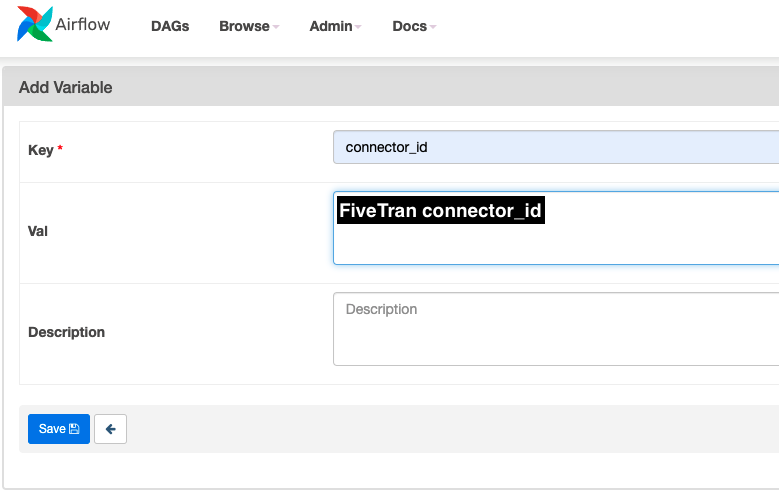 Airflow DAGs Browse Admin Docs
Add Variable
Key * connector_id
Val FiveTran connector_id
Description Description
Save